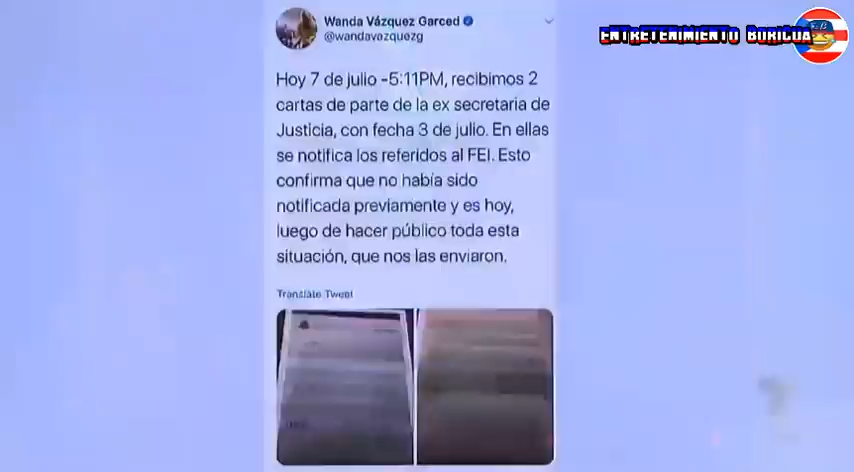 Wanda Vázquez Garced
@wandavazquezg
ENTRETENIMIENTO BORICUA
Hoy 7 de julio -5:11PM, recibimos 2
cartas de parte de la ex secretaria de
Justicia, con fecha 3 de julio. En ellas
se notifica los referidos al FEI. Esto
confirma que no había sido
notificada previamente y es hoy,
luego de hacer público toda esta
situación, que nos las enviaron.
Translate Tweet